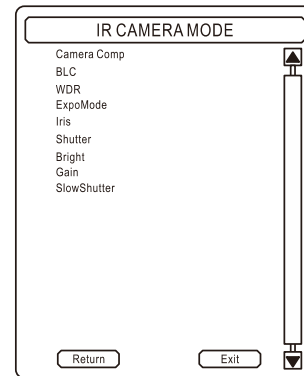 IR CAMERA MODE
Camera Comp
BLC
WDR
ExpoMode
Iris
Shutter
Bright
Gain
SlowShutter
Return
Exit